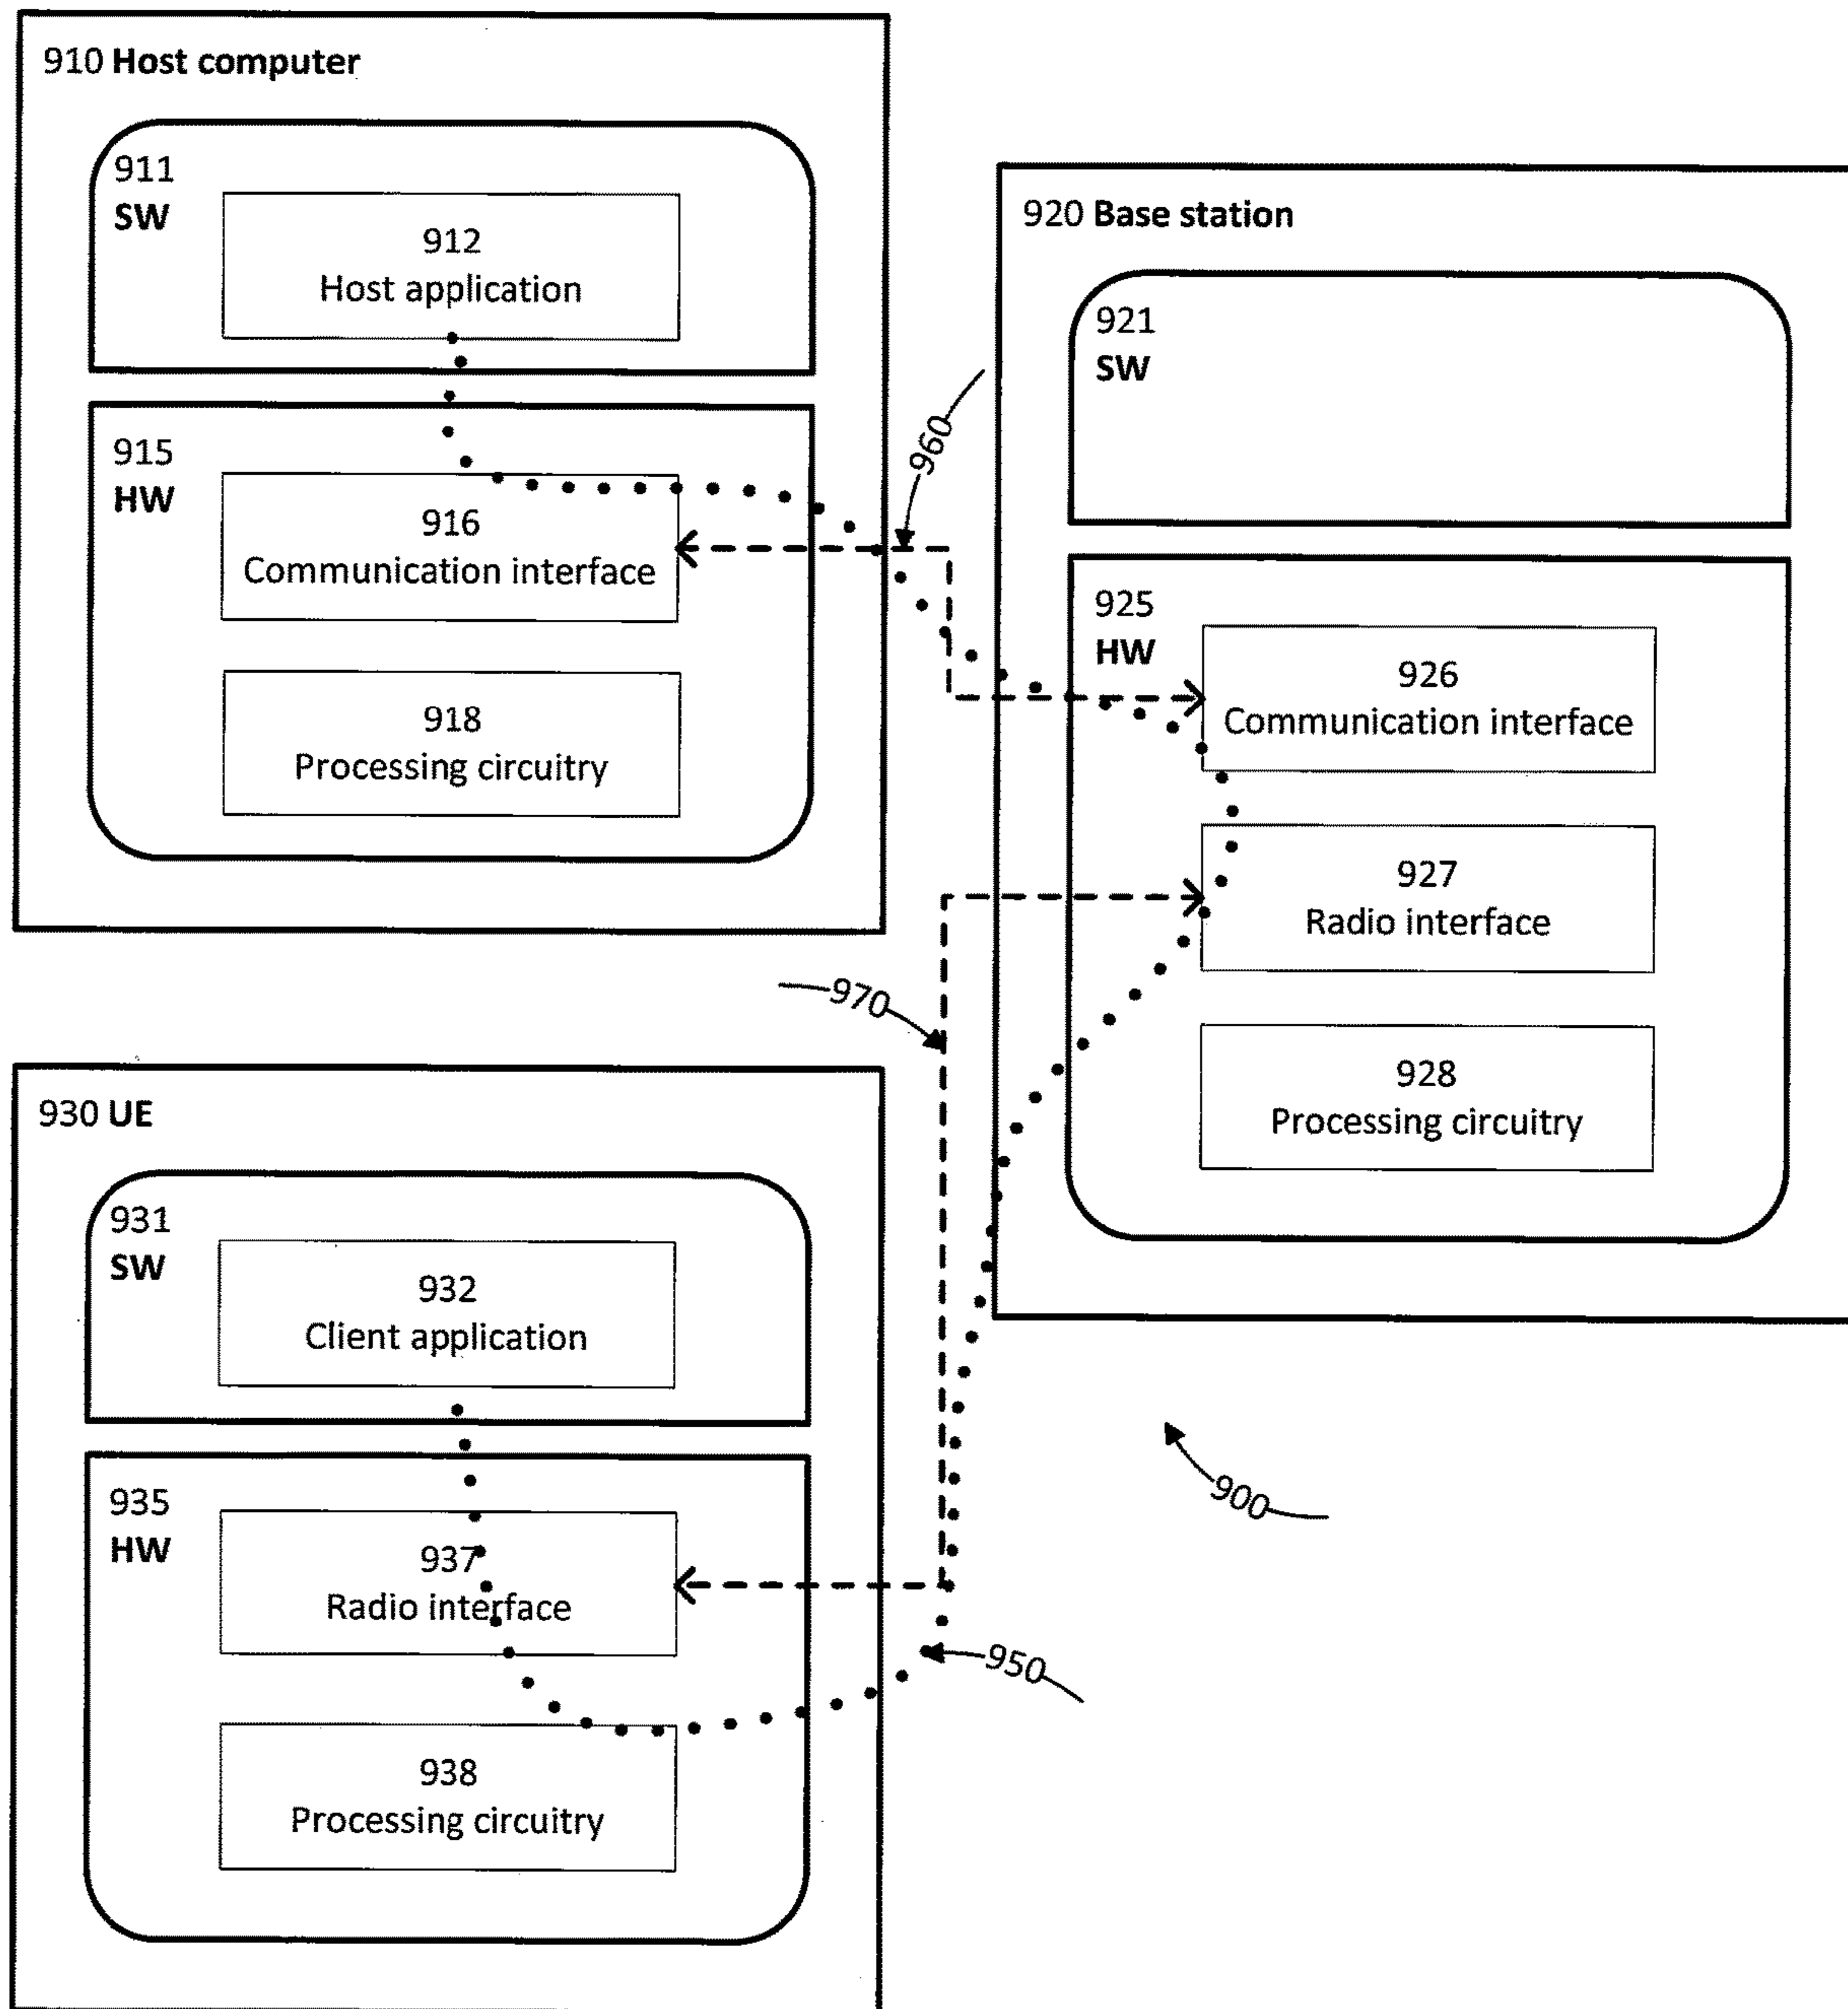 910 Host computer
911
SW
912
Host application
915
HW
916
Communication interface
918
Processing circuitry
960
920 Base station
921
SW
925
HW
926
Communication interface
927
Radio interface
928
Processing circuitry
970
930 UE
931
SW
932
Client application
935
HW
937
Radio interface
938
Processing circuitry
950
900